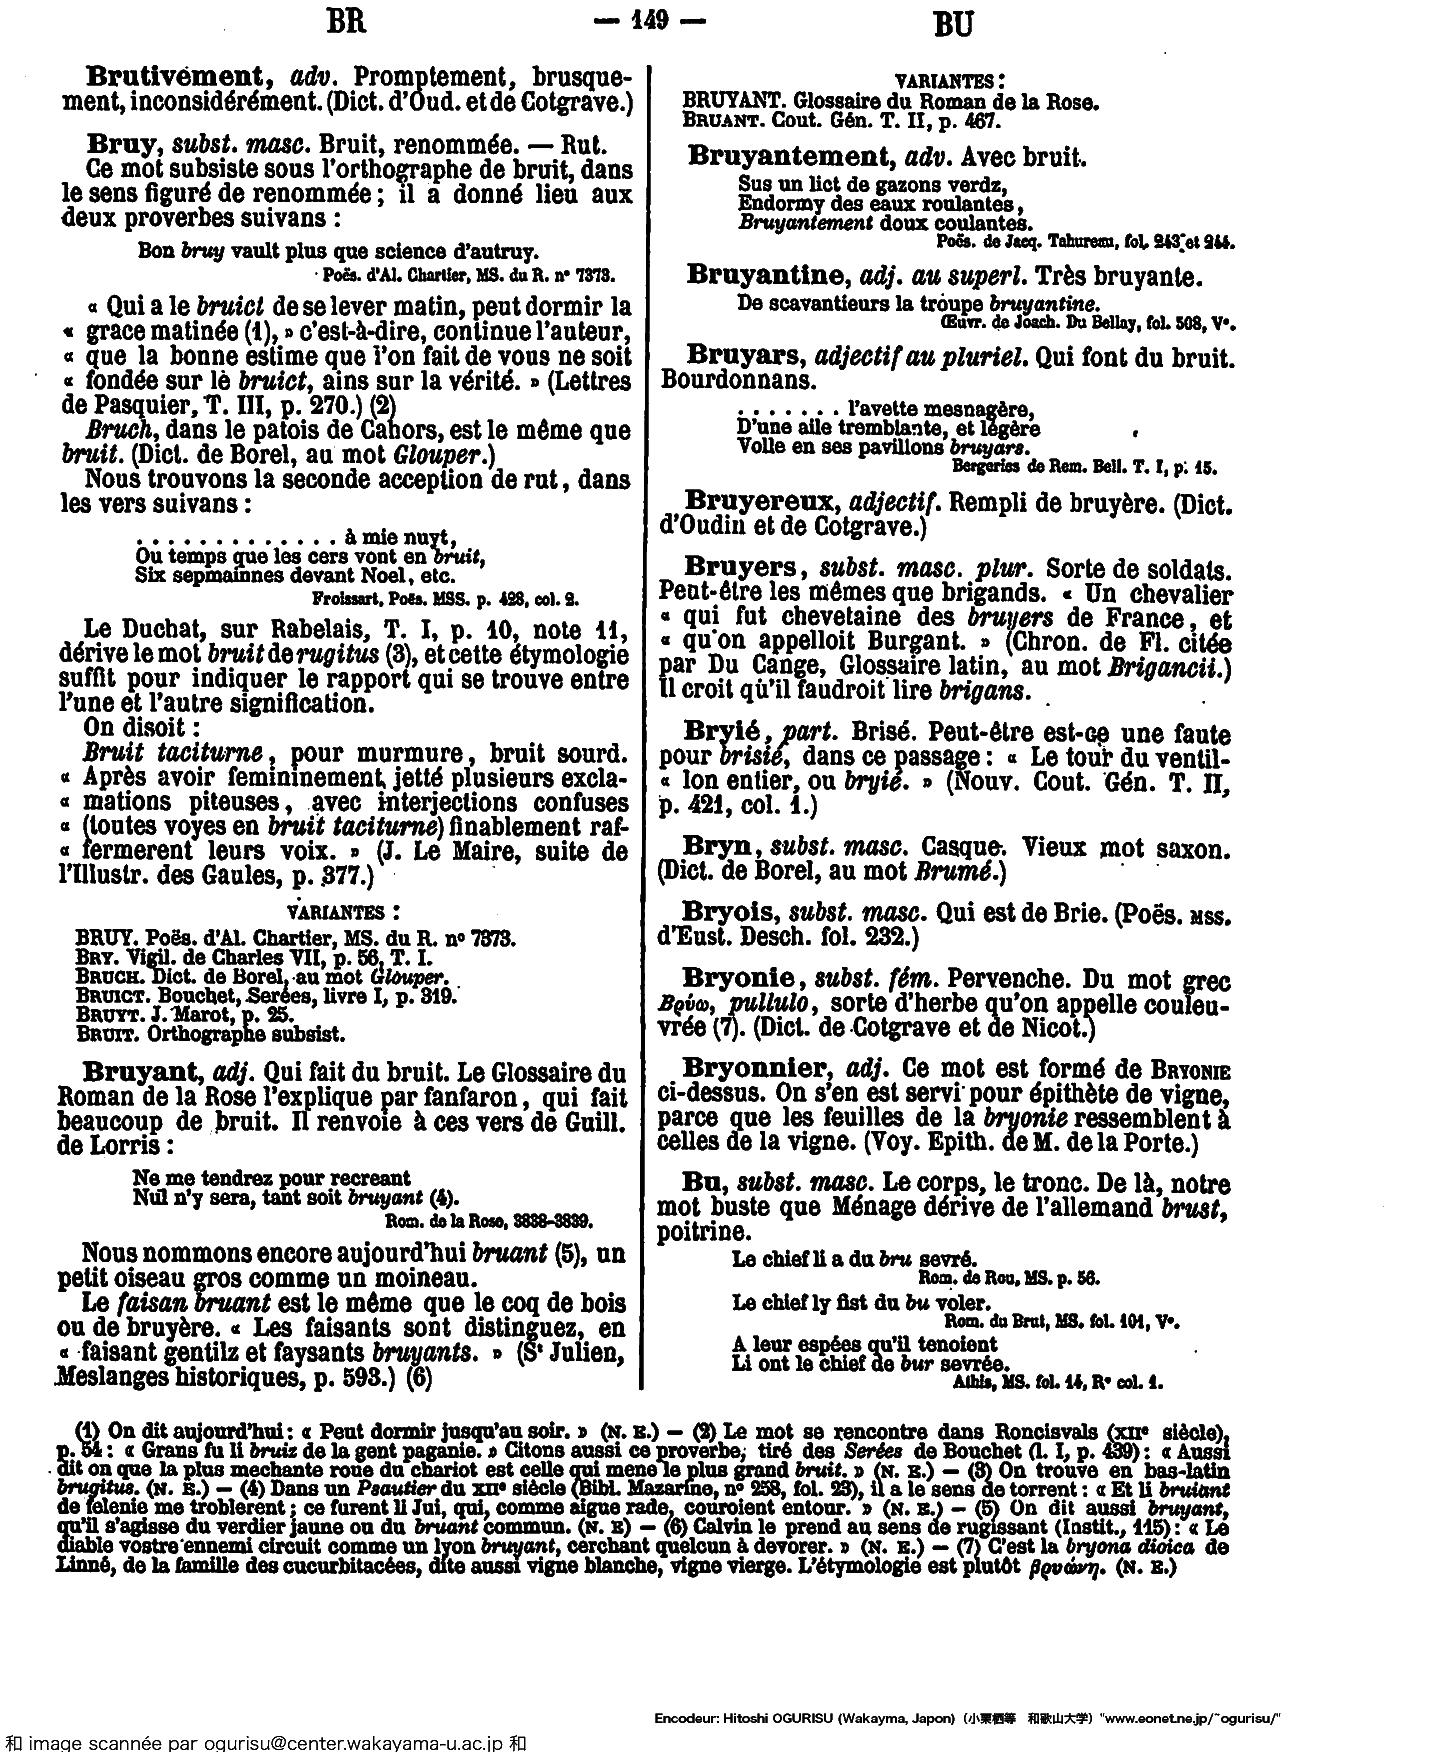 BR
— 149 —
BU
Brutivement, adv. Promptement, brusque-
ment, inconsidérément. (Dict. d'Oud. et de Cotgrave.)
Bruy, subst. masc. Bruit, renommée. — Rut.
Ce mot subsiste sous l'orthographe de bruit, dans
le sens figuré de renommée ; il a donné lieu aux
deux proverbes suivans :
Bon bruy vault plus que science d'autruy.
Poës. d'Al. Chartier, MS. du R. n° 7373.
« Qui a le bruict de se lever matin, peut dormir la
« grace matinée (1), » c'est-à-dire, continue l'auteur,
« que la bonne estime que l'on fait de vous ne soit
« fondée sur le bruict, ains sur la vérité. » (Lettres
de Pasquier, T. III, p. 270.) (2)
Bruch, dans le patois de Cahors, est le même que
bruit. (Dict. de Borel, au mot Glouper.)
Nous trouvons la seconde acception de rut, dans
les vers suivans :
. . . . . . . . . . . . . à mie nuyt,
Ou temps que les cers vont en bruit,
Six sepmainnes devant Noel, etc.
Froissart, Poës. MSS. p. 428, col. 2.
Le Duchat, sur Rabelais, T. I, p. 10, note 11,
dérive le mot bruit de rugitus (3), et cette étymologie
suffit pour indiquer le rapport qui se trouve entre
l'une et l'autre signification.
On disoit :
Bruit taciturne, pour murmure, bruit sourd.
« Après avoir femininement jetté plusieurs excla-
« mations piteuses, avec interjections confuses
« (toutes voyes en bruit taciturne) finablement raf-
« fermerent leurs voix. » (J. Le Maire, suite de
l'Illustr. des Gaules, p. 377.)
VARIANTES :
BRUY. Poës. d'Al. Chartier, MS. du R. n° 7373.
BRY. Vigil. de Charles VII, p. 56, T. I.
BRUCH. Dict. de Borel, au mot Glouper.
BRUICT. Bouchet, Serées, livre I, p. 319.
BRUYT. J. Marot, p. 25.
BRUIT. Orthographe subsist.
Bruyant, adj. Qui fait du bruit. Le Glossaire du
Roman de la Rose l'explique par fanfaron, qui fait
beaucoup de bruit. Il renvoie à ces vers de Guill.
de Lorris :
Ne me tendrez pour recreant
Nul n'y sera, tant soit bruyant (4).
Rom. de la Rose, 3838-3839.
Nous nommons encore aujourd'hui bruant (5), un
petit oiseau gros comme un moineau.
Le faisan bruant est le même que le coq de bois
ou de bruyère. « Les faisants sont distinguez, en
« faisant gentilz et faysants bruyants. » (St Julien,
Meslanges historiques, p. 593.) (6)
VARIANTES :
BRUYANT. Glossaire du Roman de la Rose.
BRUANT. Cout. Gén. T. II, p. 467.
Bruyantement, adv. Avec bruit.
Sus un lict de gazons verdz,
Endormy des eaux roulantes,
Bruyantement doux coulantes.
Poës. de Jacq. Tahureau, fol. 243 et 244.
Bruyantine, adj. au superl. Très bruyante.
De scavantieurs la troupe bruyantine.
Œuvr. de Joach. Du Bellay, fol. 508, V°.
Bruyars, adjectif au pluriel. Qui font du bruit.
Bourdonnans.
. . . . . . . l'avette mesnagère,
D'une aile tremblante, et légère
Volle en ses pavillons bruyars.
Bergeries de Rem. Bell. T. I, p. 15.
Bruyereux, adjectif. Rempli de bruyère. (Dict.
d'Oudin et de Cotgrave.)
Bruyers, subst. masc. plur. Sorte de soldats.
Peut-être les mêmes que brigands. « Un chevalier
« qui fut chevetaine des bruyers de France, et
« qu'on appelloit Burgant. » (Chron. de Fl. citée
par Du Cange, Glossaire latin, au mot Brigancii.)
Il croit qu'il faudroit lire brigans.
Bryié, part. Brisé. Peut-être est-ce une faute
pour brisié, dans ce passage : « Le tour du ventil-
« lon entier, ou bryié. » (Nouv. Cout. Gén. T. II,
p. 421, col. 1.)
Bryn, subst. masc. Casque. Vieux mot saxon.
(Dict. de Borel, au mot Brumé.)
Bryois, subst. masc. Qui est de Brie. (Poës. MSS.
d'Eust. Desch. fol. 232.)
Bryonie, subst. fém. Pervenche. Du mot grec
Βρύω, pullulo, sorte d'herbe qu'on appelle couleu-
vrée (7). (Dict. de Cotgrave et de Nicot.)
Bryonnier, adj. Ce mot est formé de BRYONIE
ci-dessus. On s'en est servi pour épithète de vigne,
parce que les feuilles de la bryonie ressemblent à
celles de la vigne. (Voy. Epith. de M. de la Porte.)
Bu, subst. masc. Le corps, le tronc. De là, notre
mot buste que Ménage dérive de l'allemand brust,
poitrine.
Le chief li a du bru sevré.
Rom. de Rou, MS. p. 56.
Le chief ly fist du bu voler.
Rom. du Brut, MS. fol. 101, V°.
A leur espées qu'il tenoient
Li ont le chief de bur sevrée.
Athis, MS. fol. 14, R° col. 1.
(1) On dit aujourd'hui : « Peut dormir jusqu'au soir. » (N. E.) — (2) Le mot se rencontre dans Roncisvals (XIIe siècle),
p. 54 : « Grans fu li bruiz de la gent paganie. » Citons aussi ce proverbe, tiré des Serées de Bouchet (l. I, p. 439) : « Aussi
dit on que la plus mechante roue du chariot est celle qui mene le plus grand bruit. » (N. E.) — (3) On trouve en bas-latin
brugitus. (N. E.) — (4) Dans un Psautier du XIIe siècle (Bibl. Mazarine, n° 258, fol. 23), il a le sens de torrent : « Et li bruiant
de felenie me troblerent ; ce furent li Jui, qui, comme aigue rade, couroient entour. » (N. E.) — (5) On dit aussi bruyant,
qu'il s'agisse du verdier jaune ou du bruant commun. (N. E) — (6) Calvin le prend au sens de rugissant (Instit., 115) : « Le
diable vostre ennemi circuit comme un lyon bruyant, cerchant quelcun à devorer. » (N. E.) — (7) C'est la bryona dioica de
Linné, de la famille des cucurbitacées, dite aussi vigne blanche, vigne vierge. L'étymologie est plutôt βρυώνη. (N. E.)
Encodeur: Hitoshi OGURISU (Wakayma, Japon) (小栗栖等 和歌山大学) "www.eonet.ne.jp/~ogurisu/"
和 image scannée par ogurisu@center.wakayama-u.ac.jp 和